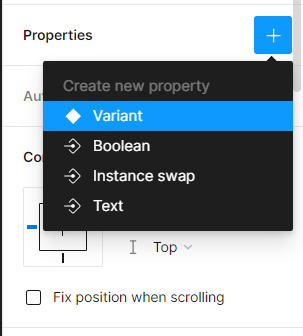 Properties
Create new property
Variant
Boolean
Instance swap
Text
Top
Fix position when scrolling